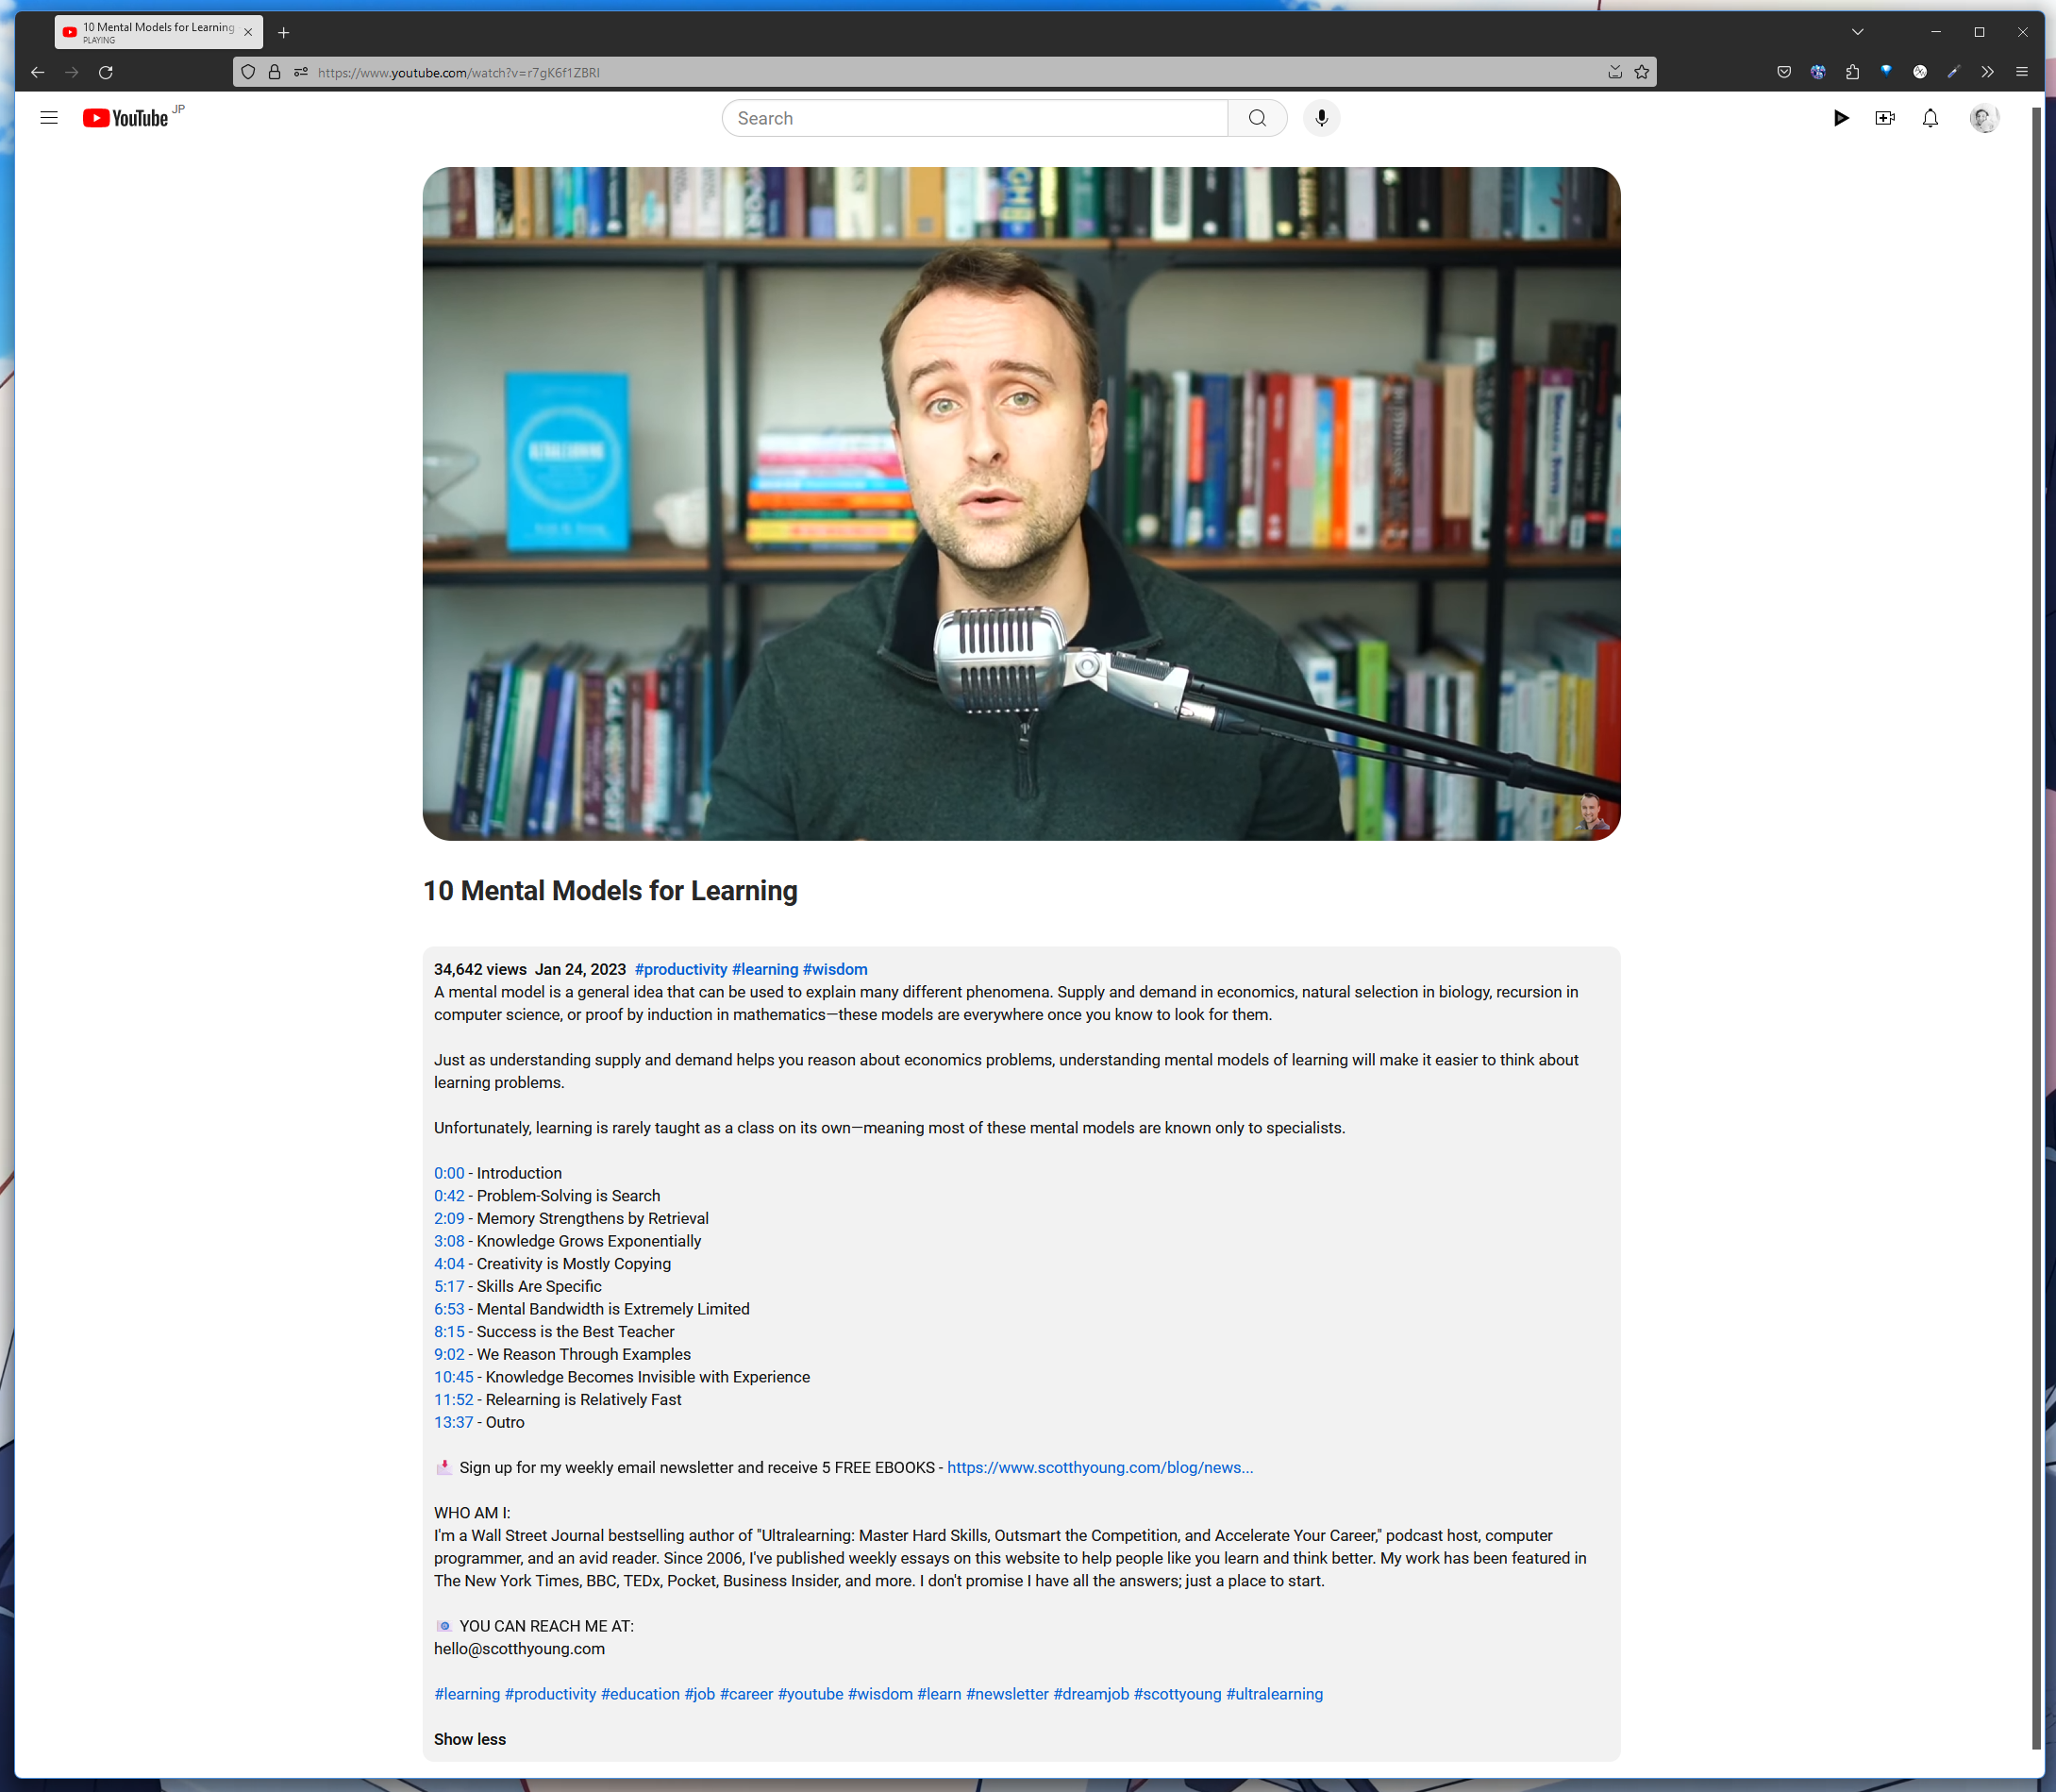 10 Mental Models for Learning
PLAYING
https://www.youtube.com/watch?v=r7gK6f1ZBRI
YouTube JP
Search
ULTRALEARNING
10 Mental Models for Learning
34,642 views Jan 24, 2023 #productivity #learning #wisdom
A mental model is a general idea that can be used to explain many different phenomena. Supply and demand in economics, natural selection in biology, recursion in
computer science, or proof by induction in mathematics—these models are everywhere once you know to look for them.
Just as understanding supply and demand helps you reason about economics problems, understanding mental models of learning will make it easier to think about
learning problems.
Unfortunately, learning is rarely taught as a class on its own—meaning most of these mental models are known only to specialists.
0:00 - Introduction
0:42 - Problem-Solving is Search
2:09 - Memory Strengthens by Retrieval
3:08 - Knowledge Grows Exponentially
4:04 - Creativity is Mostly Copying
5:17 - Skills Are Specific
6:53 - Mental Bandwidth is Extremely Limited
8:15 - Success is the Best Teacher
9:02 - We Reason Through Examples
10:45 - Knowledge Becomes Invisible with Experience
11:52 - Relearning is Relatively Fast
13:37 - Outro
📩 Sign up for my weekly email newsletter and receive 5 FREE EBOOKS - https://www.scotthyoung.com/blog/news...
WHO AM I:
I'm a Wall Street Journal bestselling author of "Ultralearning: Master Hard Skills, Outsmart the Competition, and Accelerate Your Career," podcast host, computer
programmer, and an avid reader. Since 2006, I've published weekly essays on this website to help people like you learn and think better. My work has been featured in
The New York Times, BBC, TEDx, Pocket, Business Insider, and more. I don't promise I have all the answers; just a place to start.
📧 YOU CAN REACH ME AT:
hello@scotthyoung.com
#learning #productivity #education #job #career #youtube #wisdom #learn #newsletter #dreamjob #scottyoung #ultralearning
Show less